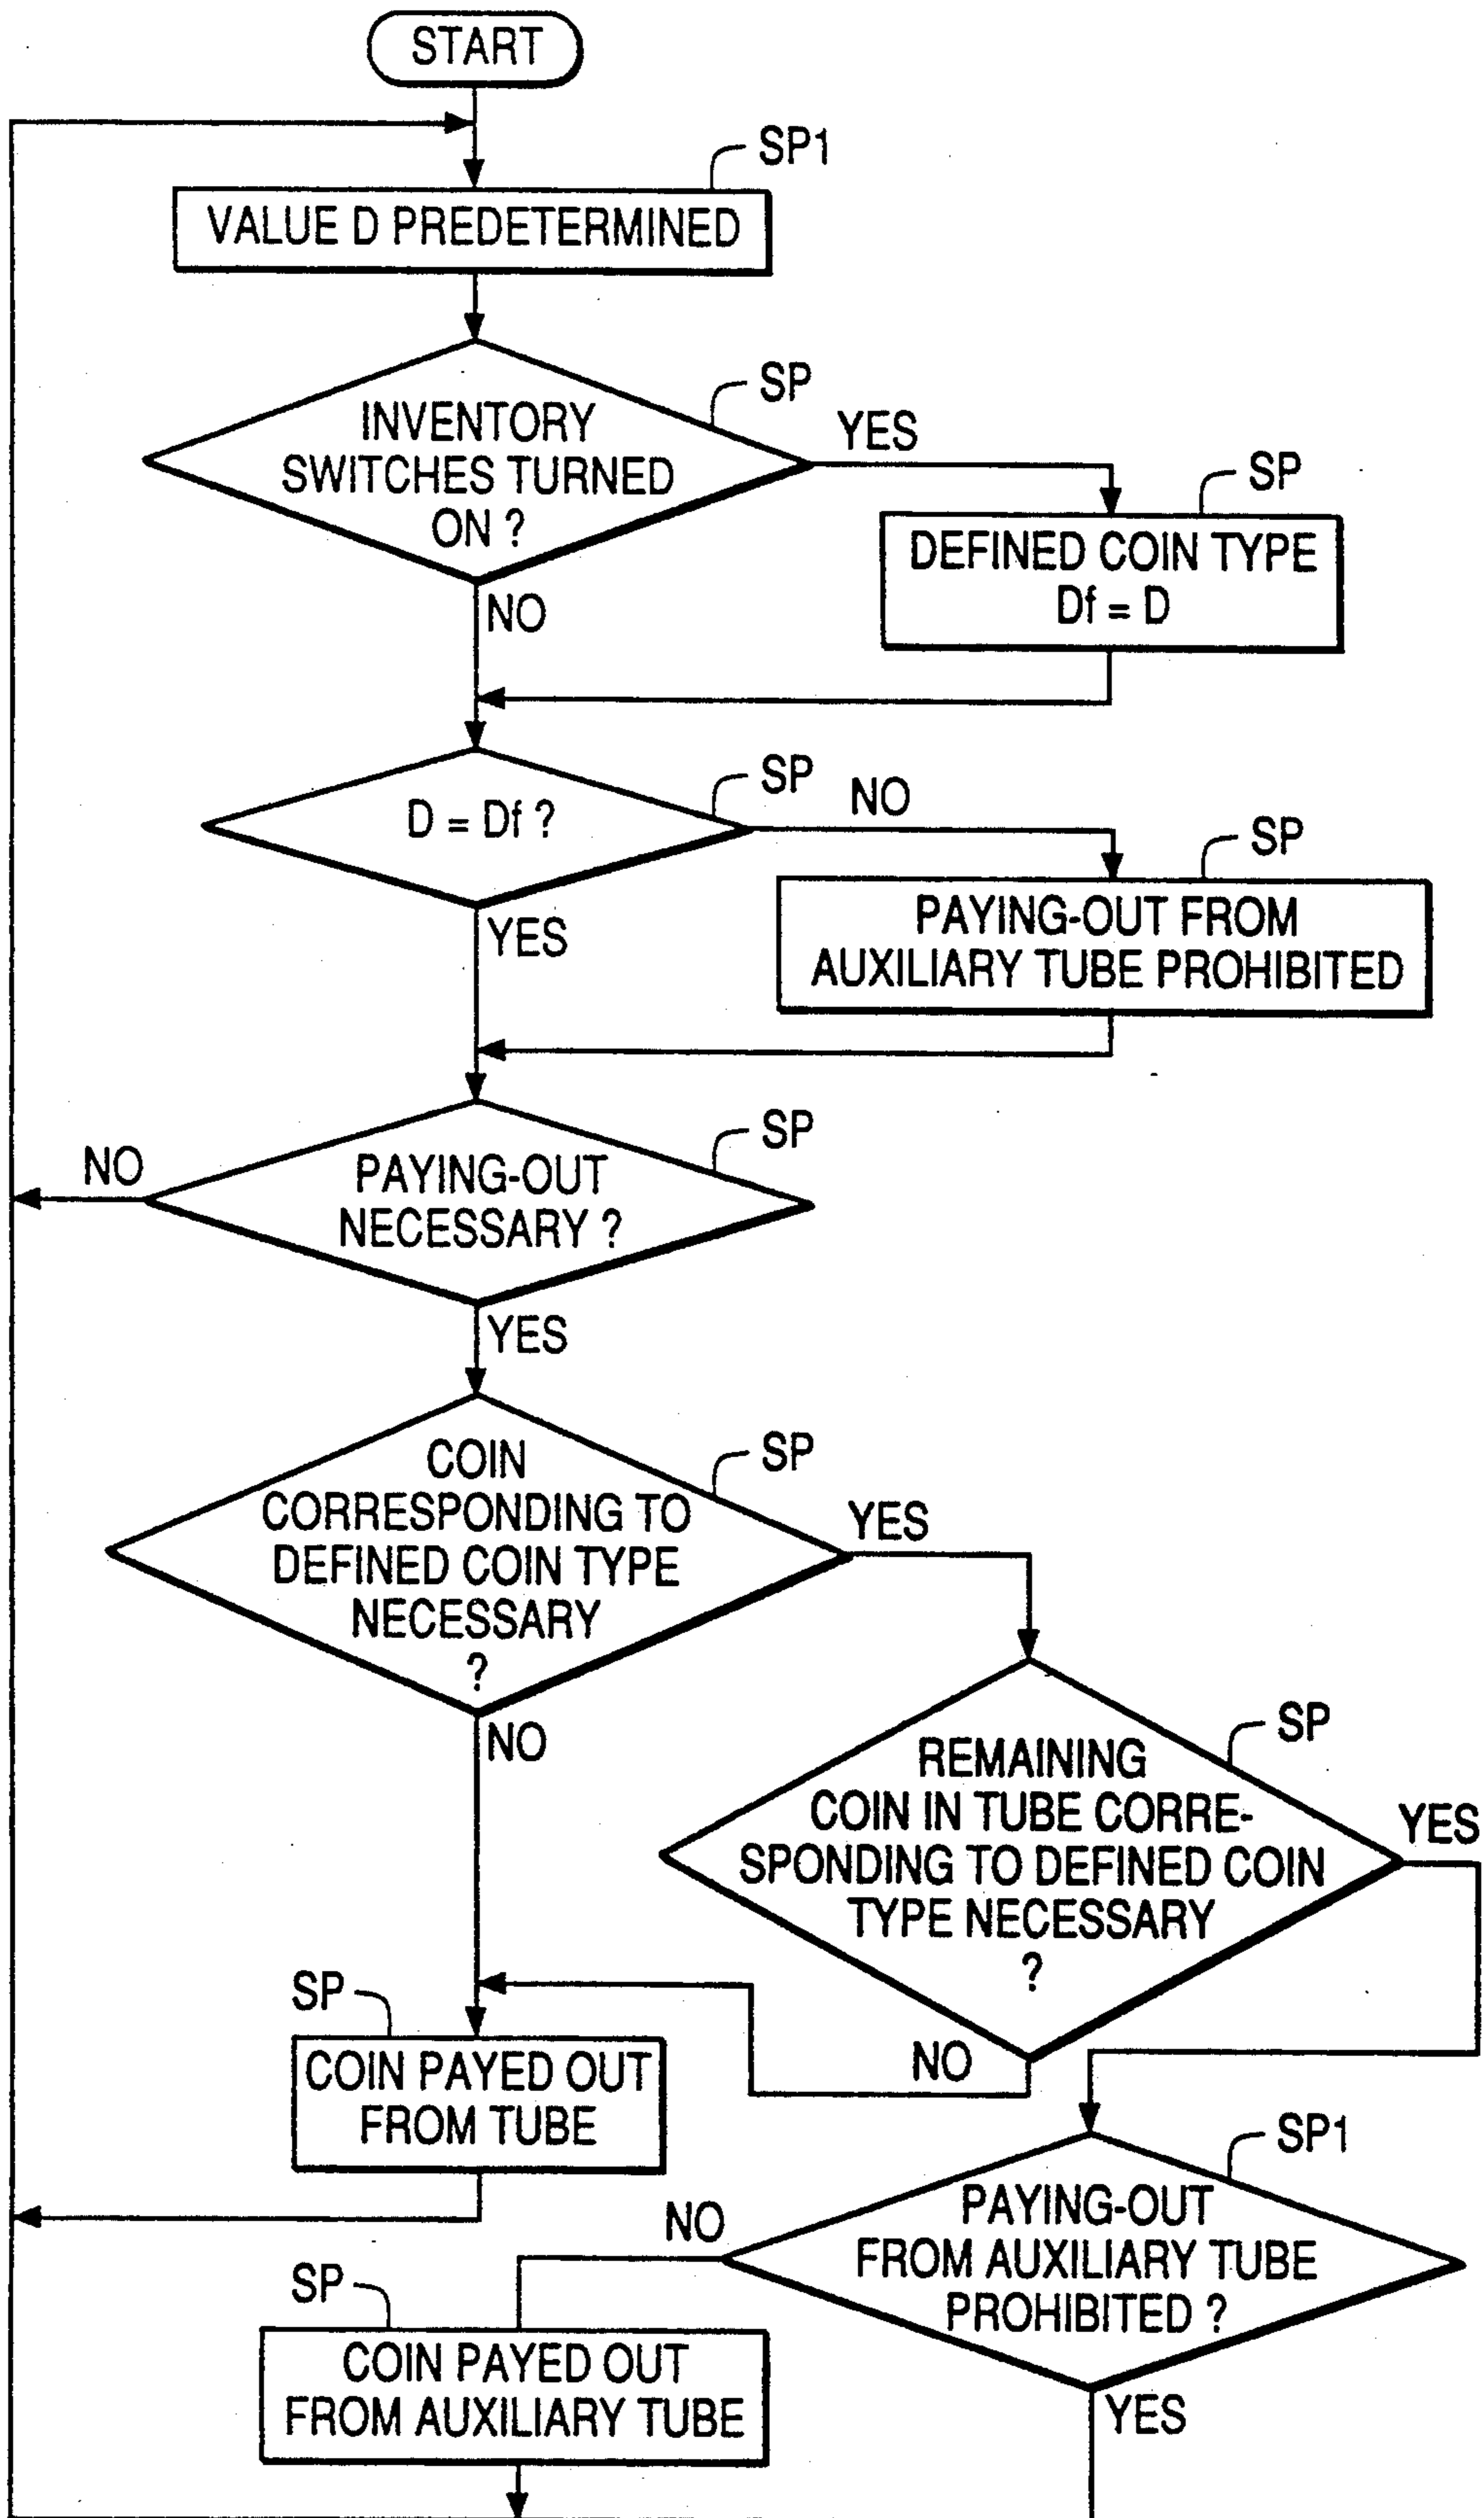 START
SP1
VALUE D PREDETERMINED
SP
INVENTORY
SWITCHES TURNED
ON ?
YES
SP
DEFINED COIN TYPE
Df = D
NO
SP
D = Df ?
NO
SP
PAYING-OUT FROM
AUXILIARY TUBE PROHIBITED
YES
SP
NO
PAYING-OUT
NECESSARY ?
YES
SP
COIN
CORRESPONDING TO
DEFINED COIN TYPE
NECESSARY
?
YES
NO
SP
REMAINING
COIN IN TUBE CORRE-
SPONDING TO DEFINED COIN
TYPE NECESSARY
?
YES
NO
SP
COIN PAYED OUT
FROM TUBE
SP1
PAYING-OUT
FROM AUXILIARY TUBE
PROHIBITED ?
NO
SP
COIN PAYED OUT
FROM AUXILIARY TUBE
YES